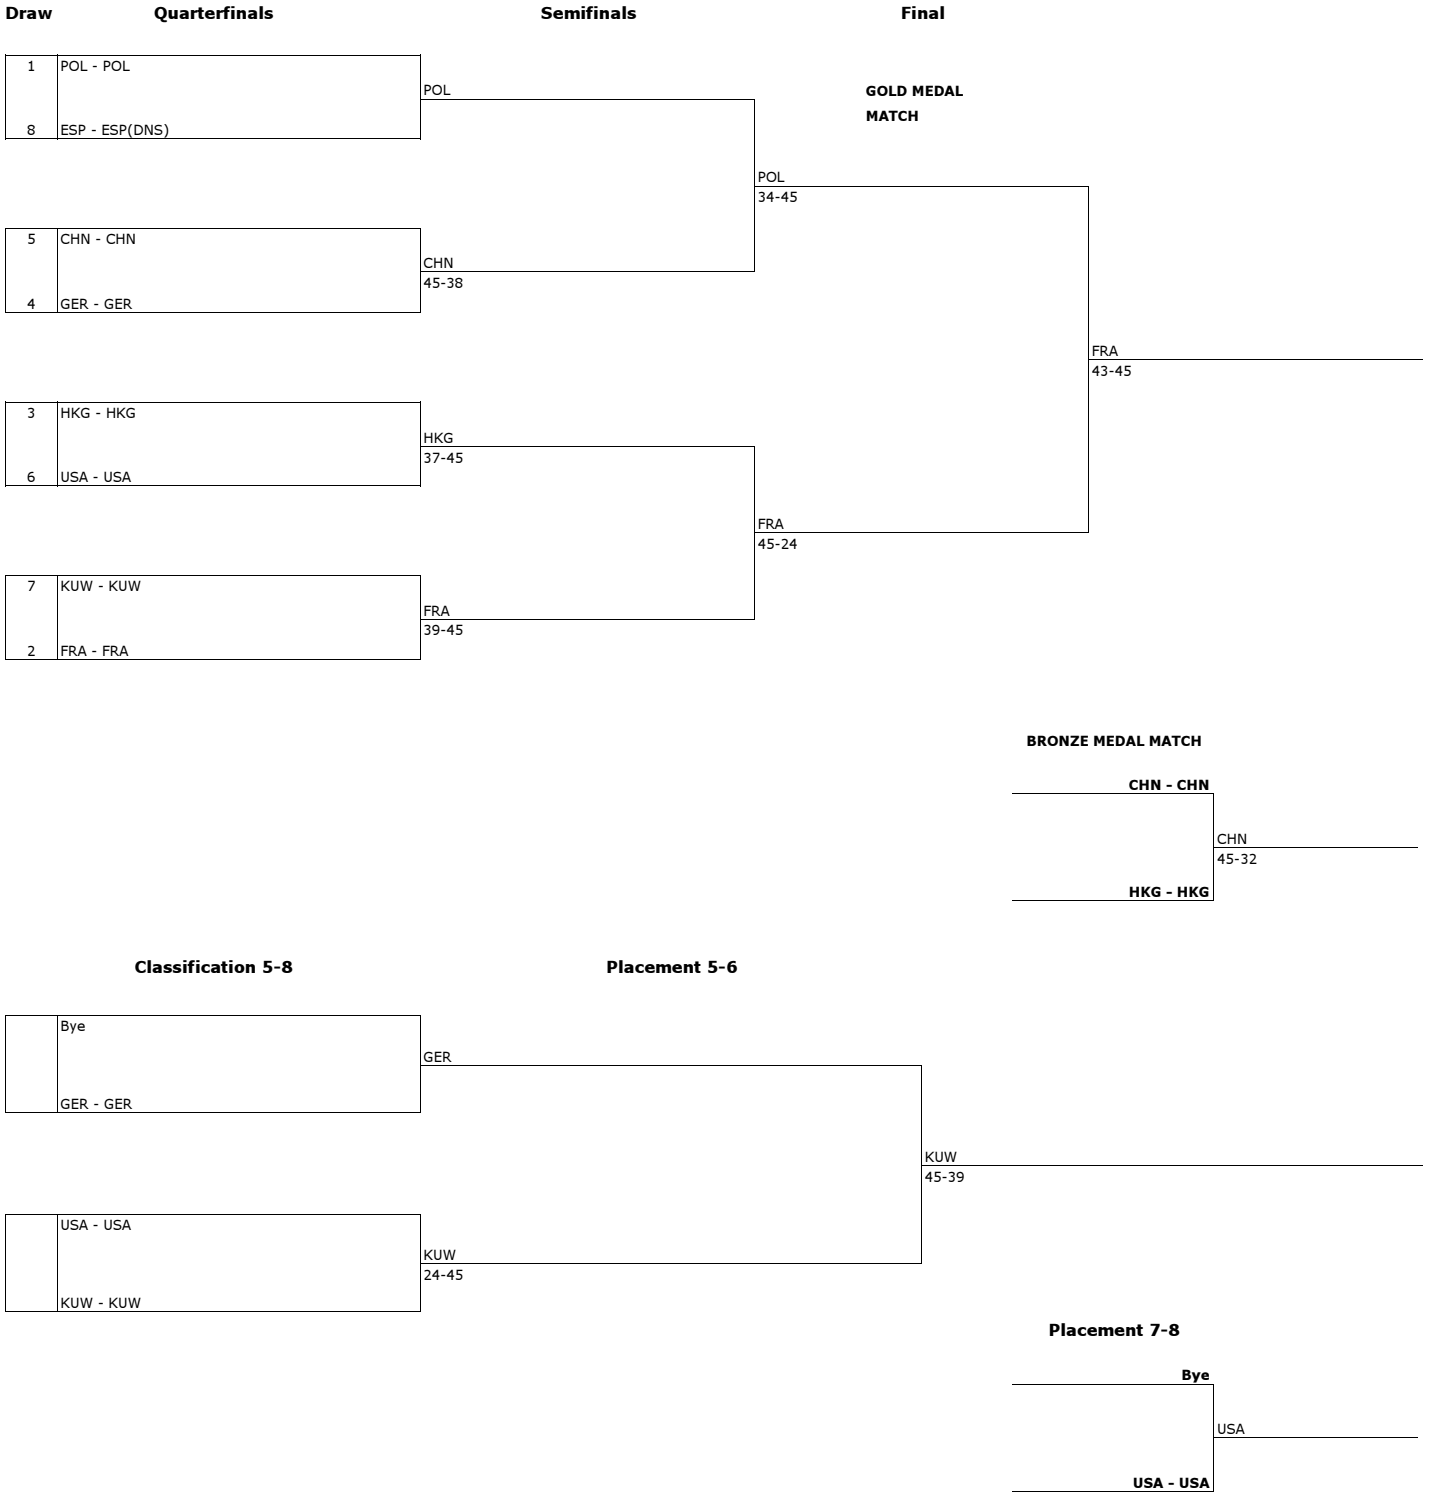 Draw Quarterfinals Semifinals Final
1 POL - POL
POL
GOLD MEDAL
MATCH
8 ESP - ESP(DNS)
POL
34-45
5 CHN - CHN
CHN
45-38
4 GER - GER
FRA
43-45
3 HKG - HKG
HKG
37-45
6 USA - USA
FRA
45-24
7 KUW - KUW
FRA
39-45
2 FRA - FRA
BRONZE MEDAL MATCH
CHN - CHN
CHN
45-32
HKG - HKG
Classification 5-8 Placement 5-6
Bye
GER
GER - GER
KUW
45-39
USA - USA
KUW
24-45
KUW - KUW
Placement 7-8
Bye
USA
USA - USA